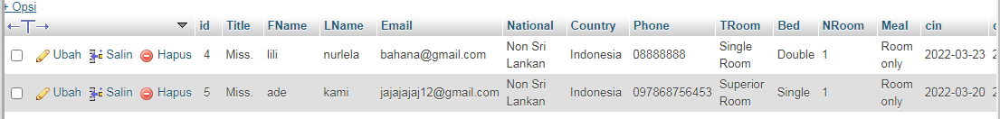 + Opsi
←T→ id Title FName LName Email National Country Phone TRoom Bed NRoom Meal cin
Ubah Salin Hapus 4 Miss. lili nurlela bahana@gmail.com Non Sri Lankan Indonesia 08888888 Single Room Double 1 Room only 2022-03-23
Ubah Salin Hapus 5 Miss. ade kami jajajajaj12@gmail.com Non Sri Lankan Indonesia 097868756453 Superior Room Single 1 Room only 2022-03-20